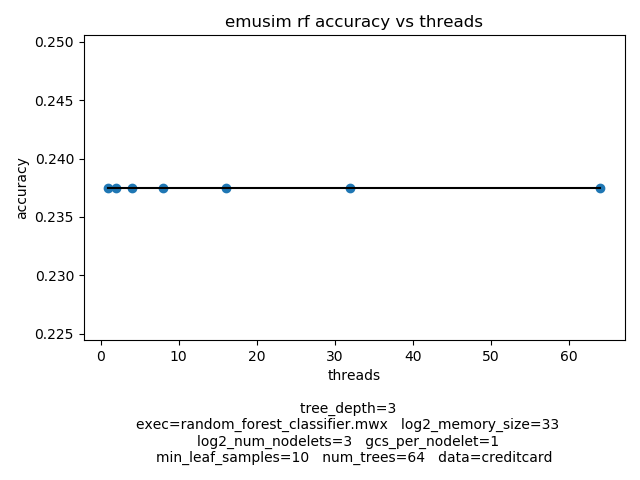 emusim rf accuracy vs threads
0.250
0.245
0.240
0.235
0.230
0.225
accuracy
0 10 20 30 40 50 60
threads
tree_depth=3
exec=random_forest_classifier.mwx log2_memory_size=33
log2_num_nodelets=3 gcs_per_nodelet=1
min_leaf_samples=10 num_trees=64 data=creditcard